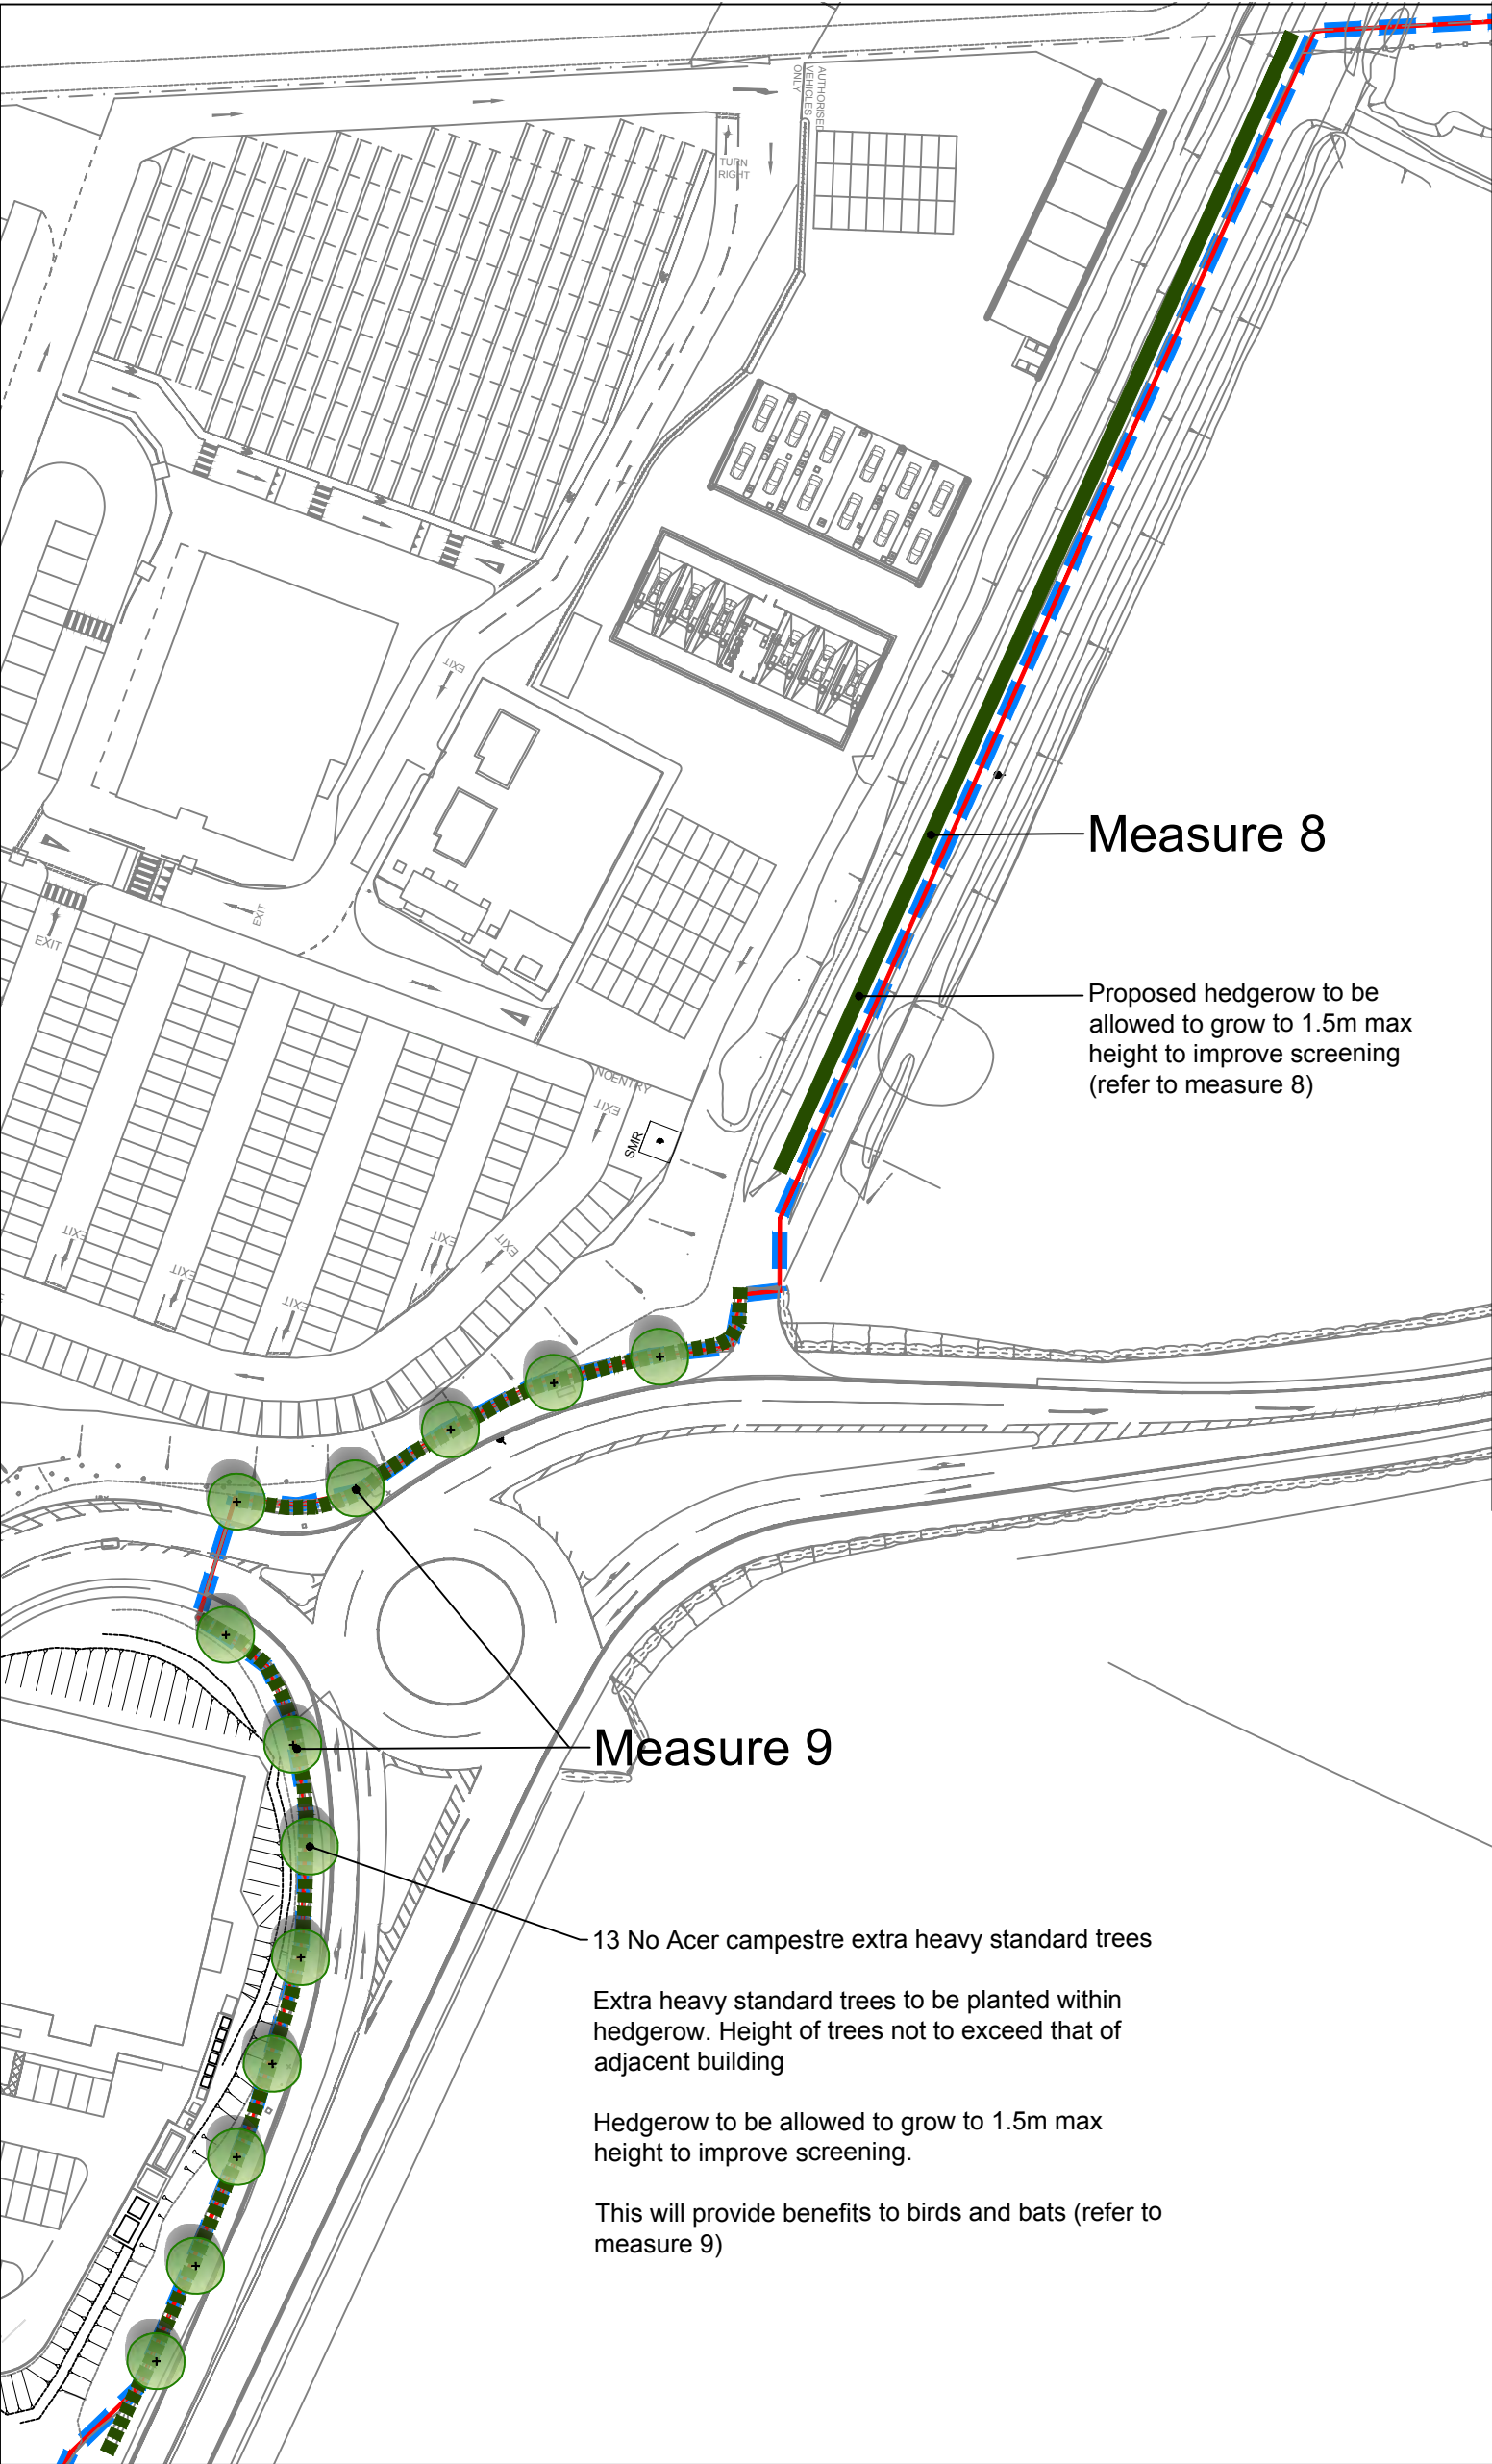 AUTHORISED
VEHICLES
ONLY
TURN
RIGHT
EXIT
Measure 8
EXIT
EXIT
Proposed hedgerow to be
allowed to grow to 1.5m max
height to improve screening
(refer to measure 8)
NOENTRY
EXIT
SMR
EXIT
EXIT
EXIT
EXIT
EXIT
Measure 9
13 No Acer campestre extra heavy standard trees
Extra heavy standard trees to be planted within
hedgerow. Height of trees not to exceed that of
adjacent building
Hedgerow to be allowed to grow to 1.5m max
height to improve screening.
This will provide benefits to birds and bats (refer to
measure 9)